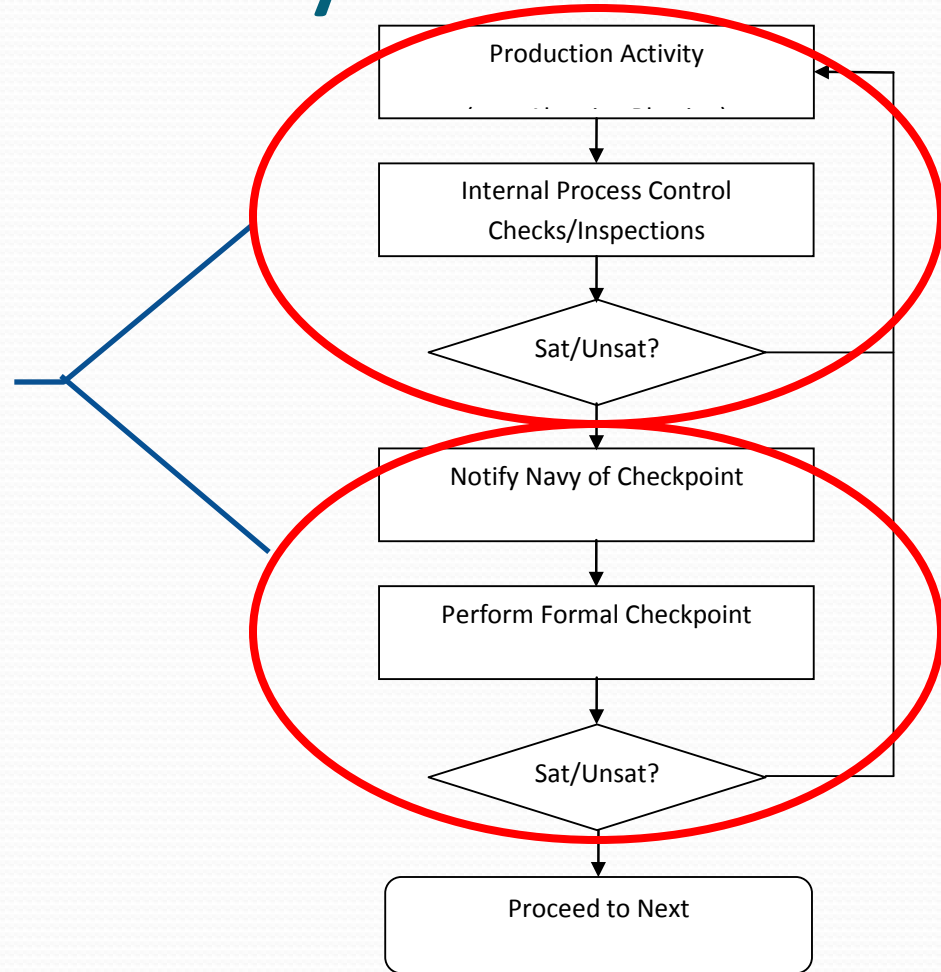 Production Activity
Internal Process Control
Checks/Inspections
Sat/Unsat?
Notify Navy of Checkpoint
Perform Formal Checkpoint
Sat/Unsat?
Proceed to Next